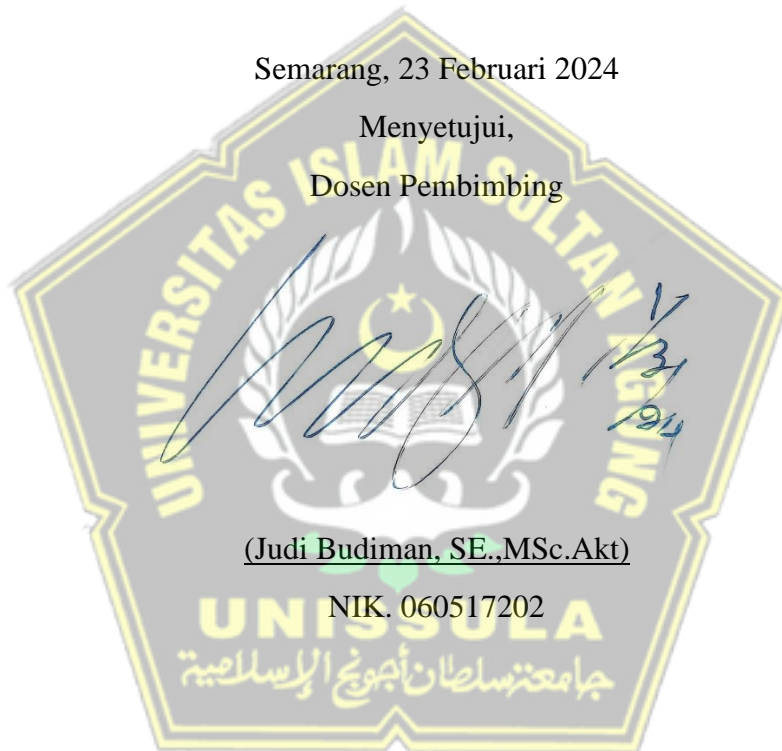 Semarang, 23 Februari 2024
Menyetujui,
Dosen Pembimbing
UNIVERSITAS ISLAM SULTAN AGUNG
(Judi Budiman, SE.,MSc.Akt)
NIK. 060517202
UNISSULA
جامعة سلطان أجونج الإسلامية